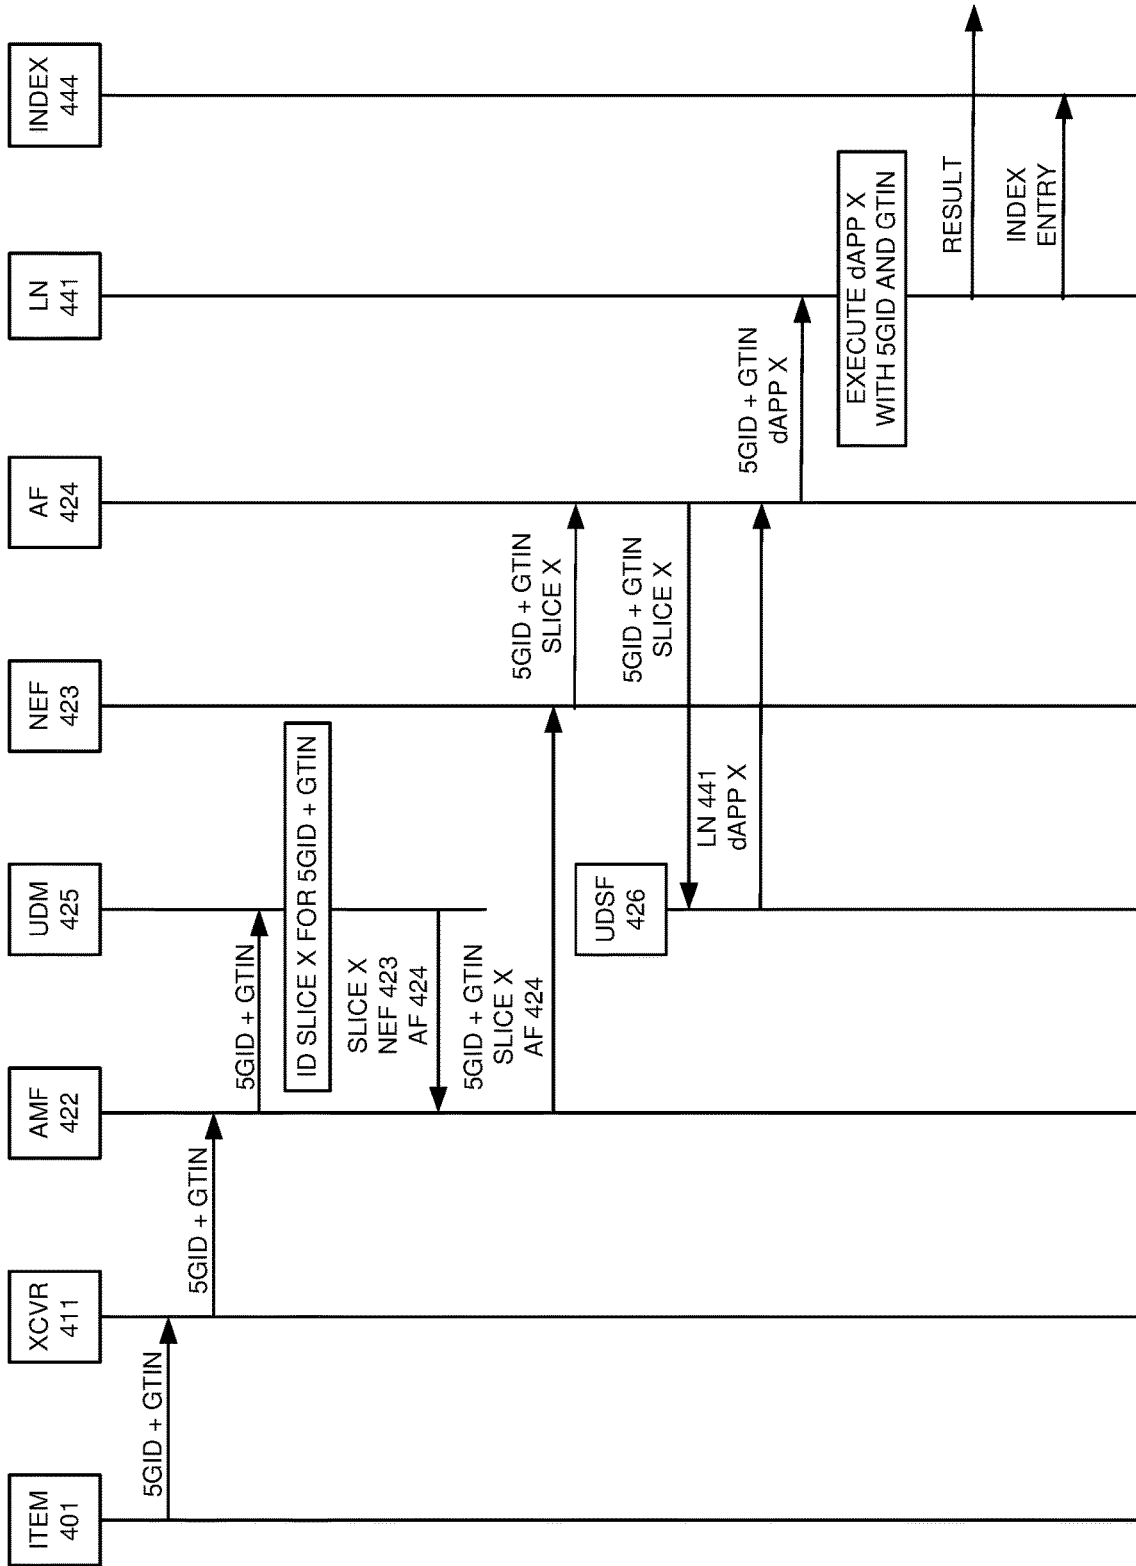 ITEM
401
XCVR
411
AMF
422
UDM
425
NEF
423
AF
424
LN
441
INDEX
444
5GID + GTIN
5GID + GTIN
5GID + GTIN
ID SLICE X FOR 5GID + GTIN
SLICE X
NEF 423
AF 424
5GID + GTIN
SLICE X
AF 424
5GID + GTIN
SLICE X
UDSF
426
5GID + GTIN
SLICE X
LN 441
dAPP X
5GID + GTIN
dAPP X
EXECUTE dAPP X
WITH 5GID AND GTIN
RESULT
INDEX
ENTRY